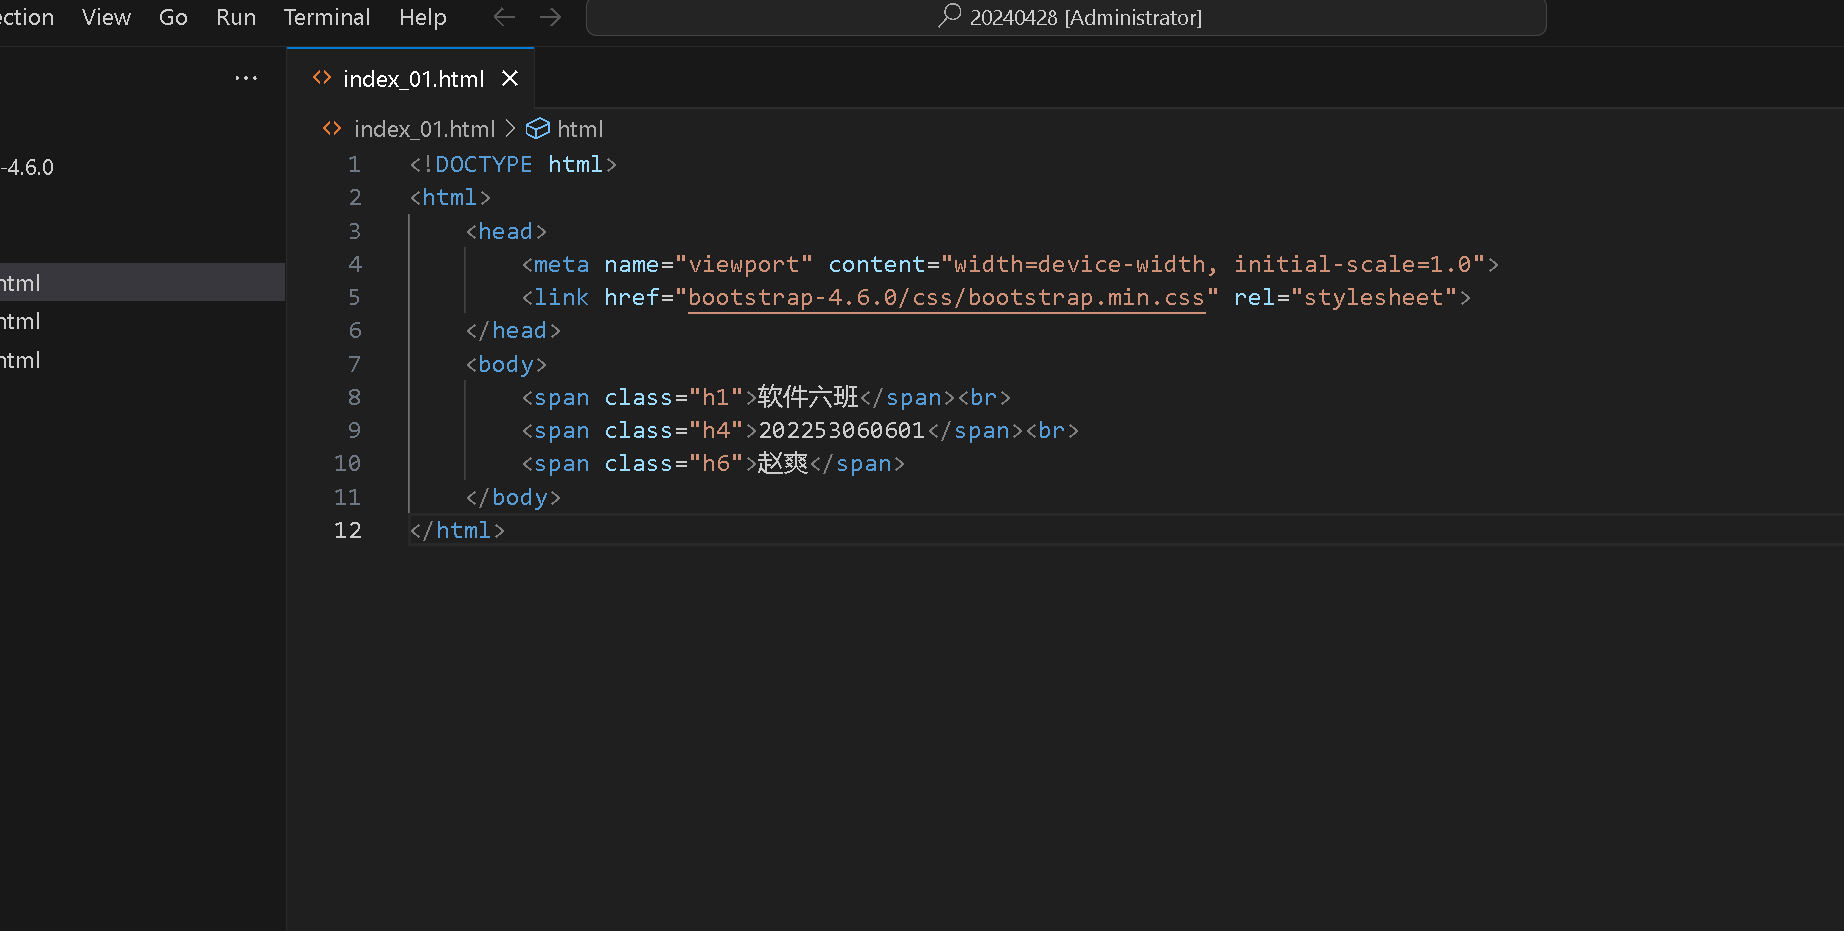 View Go Run Terminal Help 20240428 [Administrator]
index_01.html
index_01.html > html
-4.6.0
html
html
html
1 <!DOCTYPE html>
2 <html>
3 <head>
4 <meta name="viewport" content="width=device-width, initial-scale=1.0">
5 <link href="bootstrap-4.6.0/css/bootstrap.min.css" rel="stylesheet">
6 </head>
7 <body>
8 <span class="h1">软件六班</span><br>
9 <span class="h4">202253060601</span><br>
10 <span class="h6">赵爽</span>
11 </body>
12 </html>